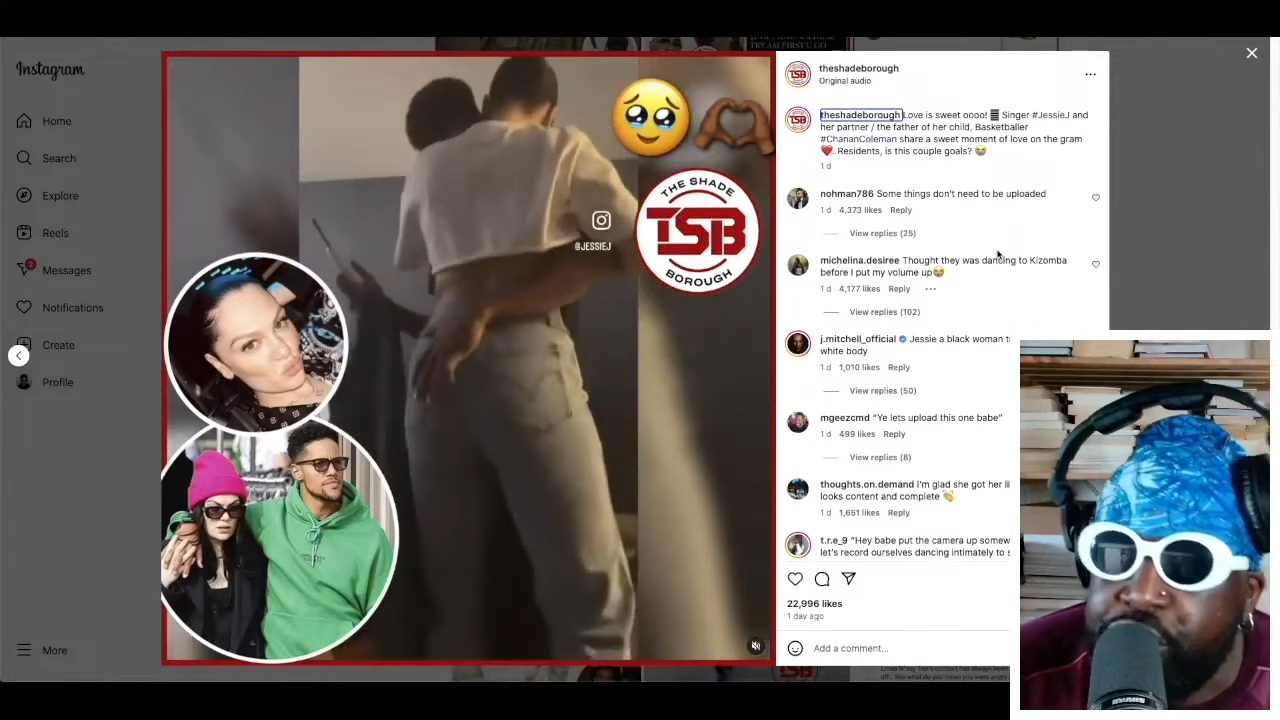 TRY AM FIRST U GO
Instagram
Home
Search
Explore
Reels
2
Messages
Notifications
Create
Profile
More
THE SHADE
TSB
BOROUGH
@JESSIEJ
theshadeborough
Original audio
theshadeborough Love is sweet oooo! Singer #JessieJ and
her partner / the father of her child, Basketballer
#ChananColeman share a sweet moment of love on the gram
❤️. Residents, is this couple goals? 😭
1 d
nohman786 Some things don't need to be uploaded
1 d 4,373 likes Reply
View replies (25)
michelina.desiree Thought they was dancing to Kizomba
before I put my volume up😂
1 d 4,177 likes Reply
View replies (102)
j.mitchell_official Jessie a black woman
white body
1 d 1,010 likes Reply
View replies (50)
mgeezcmd “Ye lets upload this one babe”
1 d 499 likes Reply
View replies (8)
thoughts.on.demand I'm glad she got her
looks content and complete 👏
1 d 1,651 likes Reply
t.r.e_9 “Hey babe put the camera up
let's record ourselves dancing intimately to
22,996 likes
1 day ago
Add a comment...
TSB
SHURE